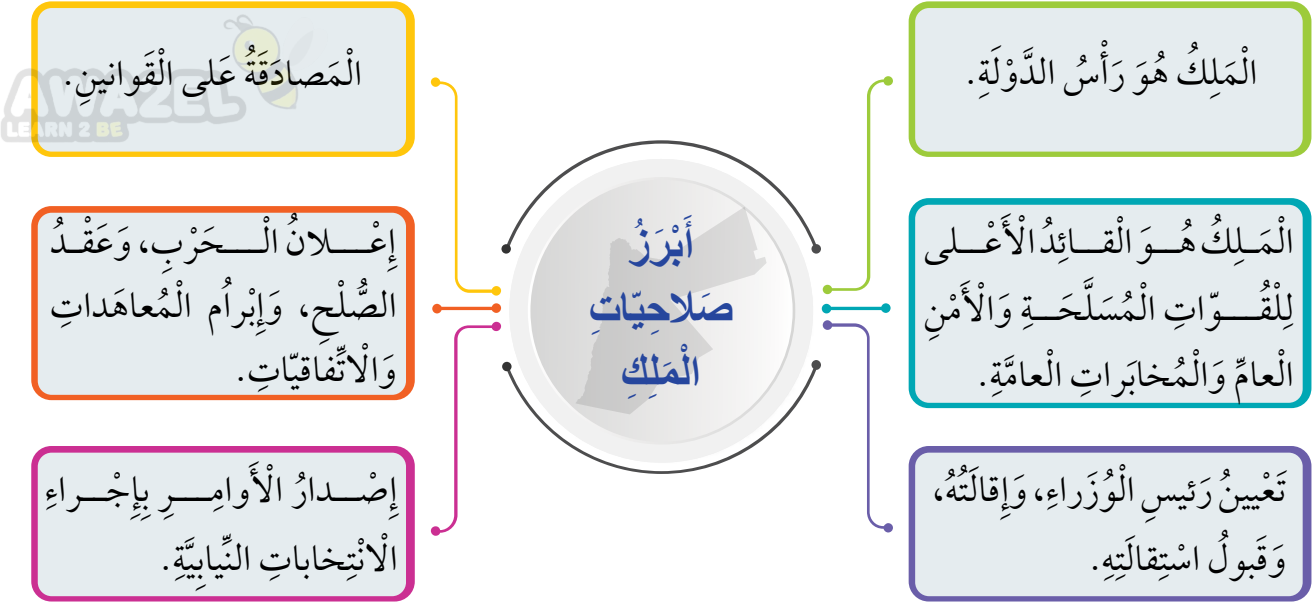 أَبْرَزُ
صَلاحِيّاتِ
الْمَلِكِ
الْمَلِكُ هُوَ رَأْسُ الدَّوْلَةِ.
الْمَلِكُ هُوَ الْقائِدُ الْأَعْلى
لِلْقُوّاتِ الْمُسَلَّحَةِ وَالْأَمْنِ
الْعامِّ وَالْمُخابَراتِ الْعامَّةِ.
تَعْيينُ رَئيسِ الْوُزَراءِ، وَإِقالَتُهُ،
وَقَبولُ اسْتِقالَتِهِ.
الْمَصادَقَةُ عَلى الْقَوانينِ.
إِعْلانُ الْحَرْبِ، وَعَقْدُ
الصُّلْحِ، وَإِبْراُم الْمُعاهَداتِ
وَالْاتِّفاقيّاتِ.
إِصْدارُ الْأَوامِرِ بِإِجْراءِ
الْانْتِخاباتِ النِّيابِيَّةِ.
AWAZEL
LEARN 2 BE